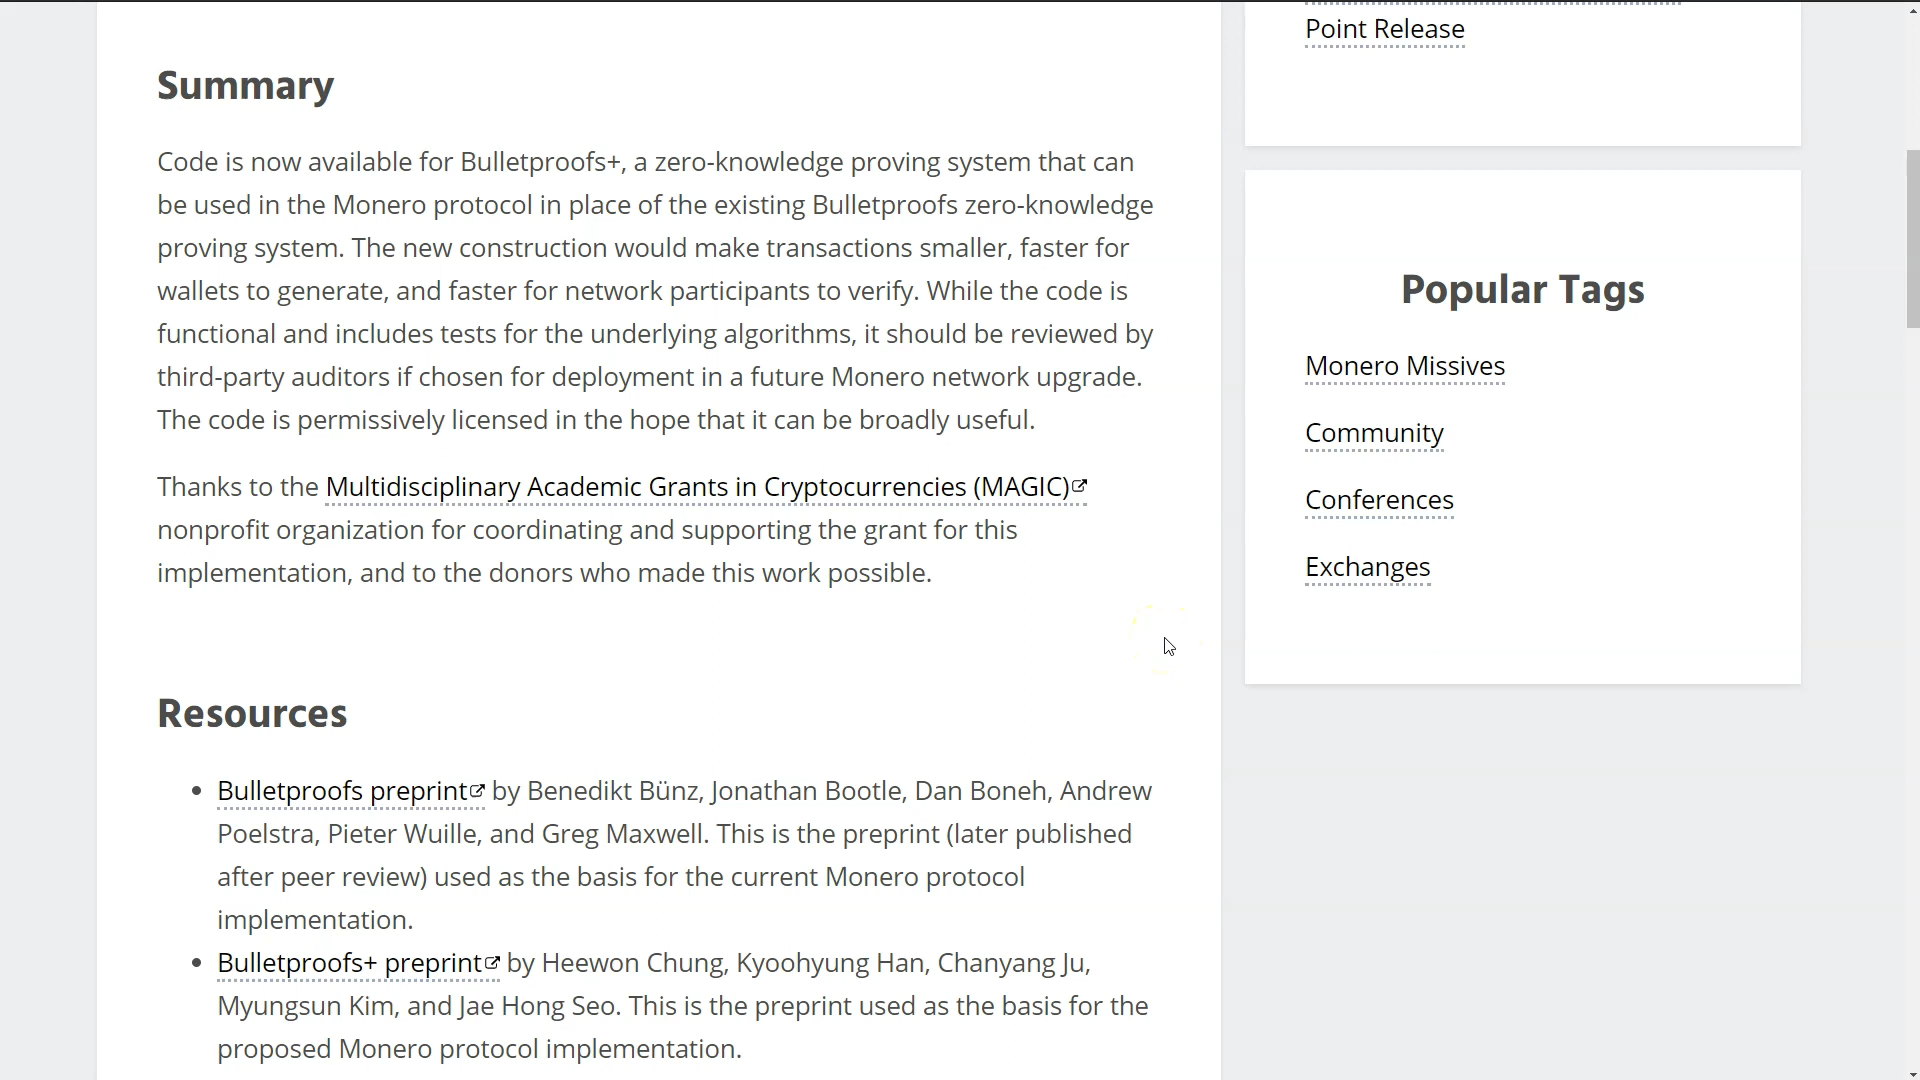 Summary
Code is now available for Bulletproofs+, a zero-knowledge proving system that can
be used in the Monero protocol in place of the existing Bulletproofs zero-knowledge
proving system. The new construction would make transactions smaller, faster for
wallets to generate, and faster for network participants to verify. While the code is
functional and includes tests for the underlying algorithms, it should be reviewed by
third-party auditors if chosen for deployment in a future Monero network upgrade.
The code is permissively licensed in the hope that it can be broadly useful.
Thanks to the Multidisciplinary Academic Grants in Cryptocurrencies (MAGIC)
nonprofit organization for coordinating and supporting the grant for this
implementation, and to the donors who made this work possible.
Resources
• Bulletproofs preprint by Benedikt Bünz, Jonathan Bootle, Dan Boneh, Andrew
Poelstra, Pieter Wuille, and Greg Maxwell. This is the preprint (later published
after peer review) used as the basis for the current Monero protocol
implementation.
• Bulletproofs+ preprint by Heewon Chung, Kyoohyung Han, Chanyang Ju,
Myungsun Kim, and Jae Hong Seo. This is the preprint used as the basis for the
proposed Monero protocol implementation.
Point Release
Popular Tags
Monero Missives
Community
Conferences
Exchanges